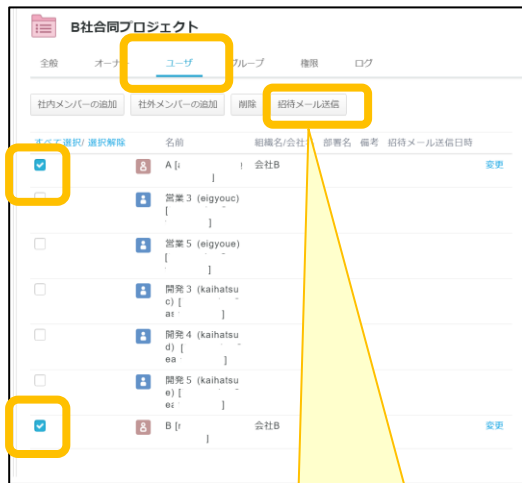 B社合同プロジェクト
全般 オーナー ユーザ グループ 権限 ログ
社内メンバーの追加 社外メンバーの追加 削除 招待メール送信
すべて選択/ 選択解除 名前 組織名/会社 部署名 備考 招待メール送信日時
A [ ! 会社B 変更
]
営業3 (eigyouc)
[
]
営業5 (eigyoue)
[
]
開発3 (kaihatsu
c) [
]
開発4 (kaihatsu
d) [
]
開発5 (kaihatsu
e) [
]
B [ 会社B 変更
]